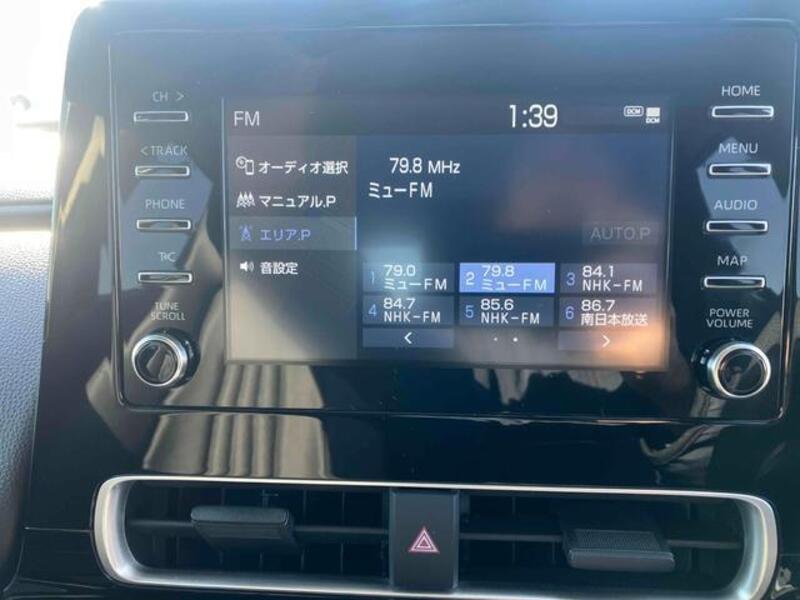 CH >
< TRACK
PHONE
T·C
TUNE
SCROLL
FM
1:39
DCM
DCM
オーディオ選択
マニュアル.P
エリア.P
音設定
79.8 MHz
ミューFM
AUTO.P
1 79.0 ミューFM
2 79.8 ミューFM
3 84.1 NHK-FM
4 84.7 NHK-FM
5 85.6 NHK-FM
6 86.7 南日本放送
< >
HOME
MENU
AUDIO
MAP
POWER
VOLUME